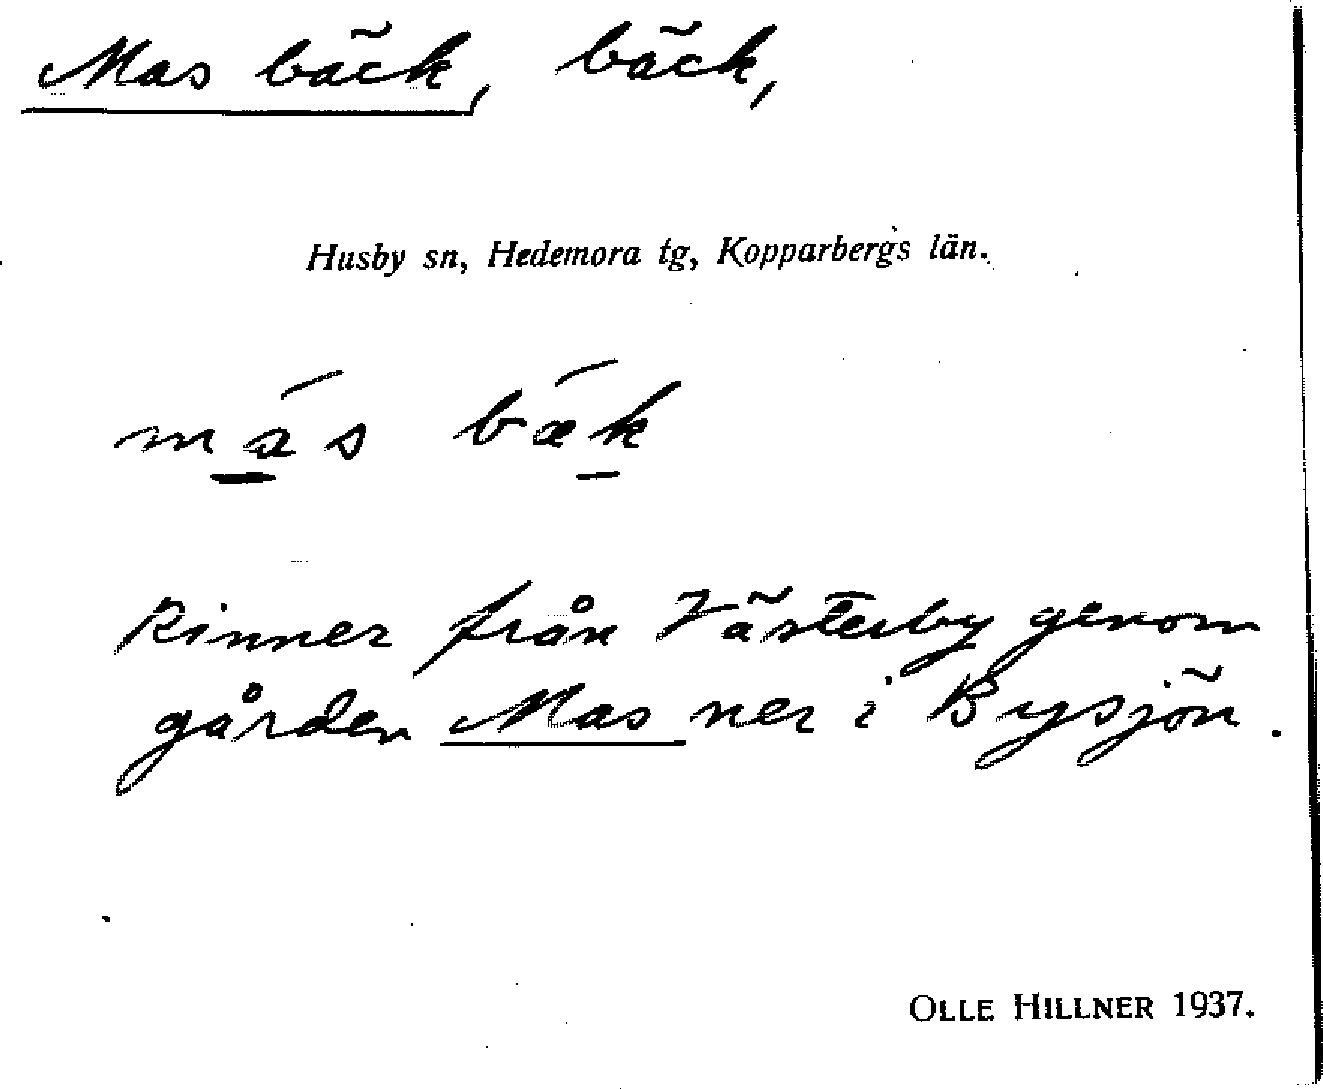 Mas bäck, bäck,
Husby sn, Hedemora tg, Kopparbergs län.
mas bæk
Rinner från Västerby genom
gården Mas ner i Bysjön.
OLLE HILLNER 1937.